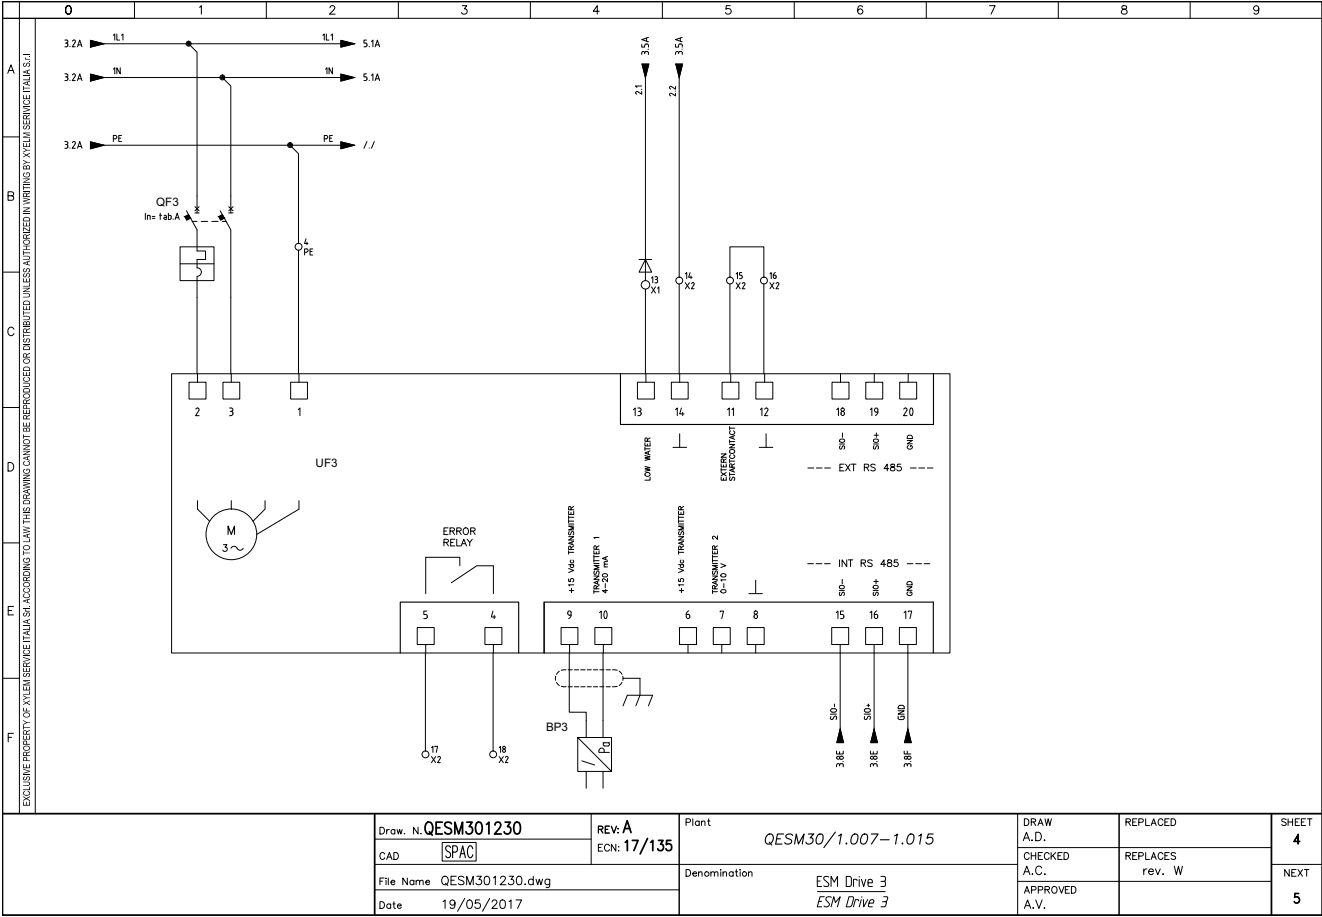 0 1 2 3 4 5 6 7 8 9
A
B
C
D
E
F
EXCLUSIVE PROPERTY OF XYLEM SERVICE ITALIA Srl. ACCORDING TO LAW THIS DRAWING CANNOT BE REPRODUCED OR DISTRIBUTED UNLESS AUTHORIZED IN WRITING BY XYELM SERIVICE ITALIA S.r.l
3.2A 1L1 1L1 5.1A
3.2A 1N 1N 5.1A
3.2A PE PE /./
3.5A 3.5A
2.1 2.2
QF3
In= tab.A
4
PE
13
X1
14
X2
15
X2
16
X2
2 3 1
13 14 11 12 18 19 20
LOW WATER
EXTERN
STARTCONTACT
SIO- SIO+ GND
--- EXT RS 485 ---
UF3
M
3~
ERROR
RELAY
+15 Vdc TRANSMITTER
TRANSMITTER 1
4-20 mA
+15 Vdc TRANSMITTER
TRANSMITTER 2
0-10 V
--- INT RS 485 ---
SIO- SIO+ GND
5 4 9 10 6 7 8 15 16 17
BP3
Pa
SIO- SIO+ GND
3.8E 3.8E 3.8F
17
X2
18
X2
Draw. N. QESM301230
CAD SPAC
File Name QESM301230.dwg
Date 19/05/2017
REV: A
ECN: 17/135
Plant
QESM30/1.007-1.015
Denomination
ESM Drive 3
ESM Drive 3
DRAW
A.D.
CHECKED
A.C.
APPROVED
A.V.
REPLACED
REPLACES
rev. W
SHEET
4
NEXT
5